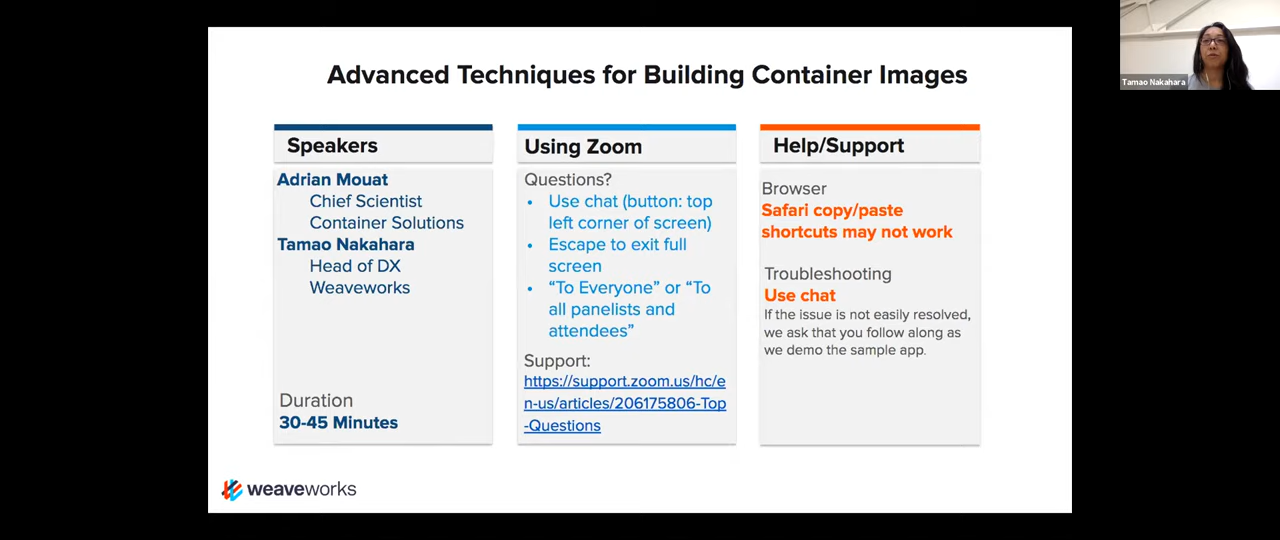 Advanced Techniques for Building Container Images
Speakers
Adrian Mouat
Chief Scientist
Container Solutions
Tamao Nakahara
Head of DX
Weaveworks
Duration
30-45 Minutes
Using Zoom
Questions?
• Use chat (button: top
left corner of screen)
• Escape to exit full
screen
• “To Everyone” or “To
all panelists and
attendees”
Support:
https://support.zoom.us/hc/e
n-us/articles/206175806-Top
-Questions
Help/Support
Browser
Safari copy/paste
shortcuts may not work
Troubleshooting
Use chat
If the issue is not easily resolved,
we ask that you follow along as
we demo the sample app.
weaveworks
Tamao Nakahara